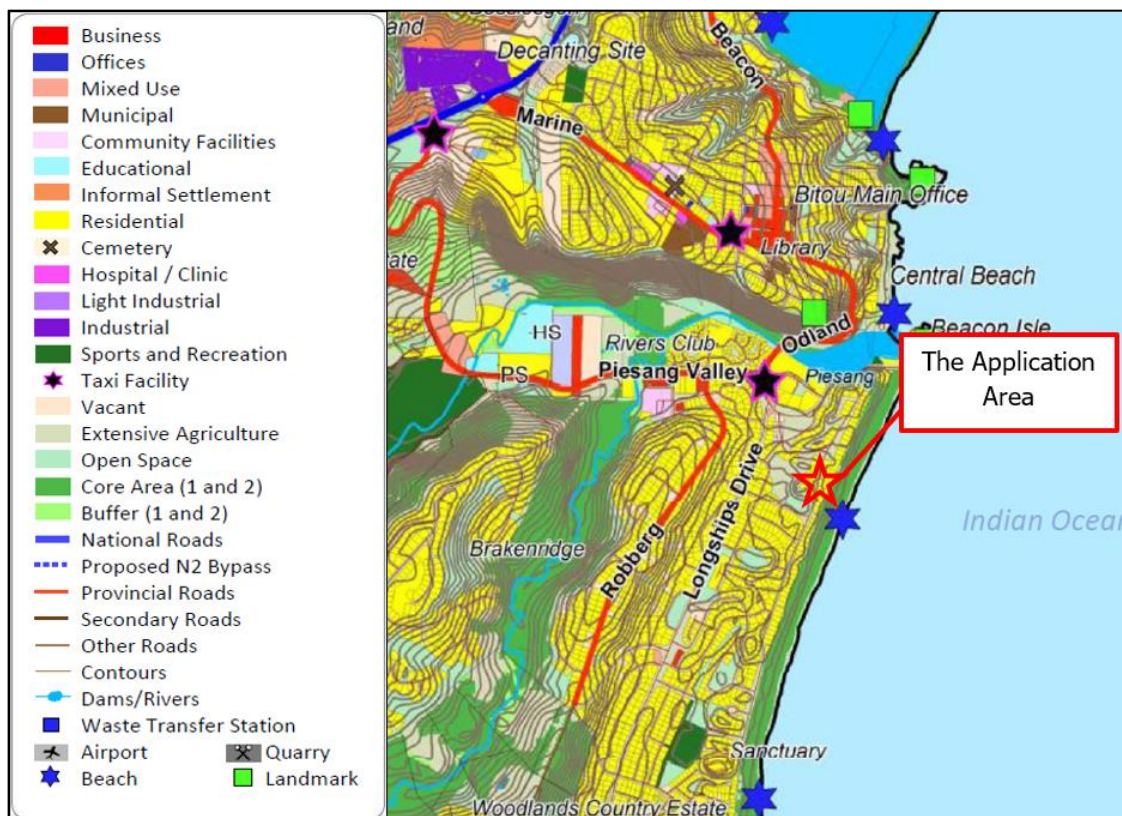 Business
Offices
Mixed Use
Municipal
Community Facilities
Educational
Informal Settlement
Residential
Cemetery
Hospital / Clinic
Light Industrial
Industrial
Sports and Recreation
Taxi Facility
Vacant
Extensive Agriculture
Open Space
Core Area (1 and 2)
Buffer (1 and 2)
National Roads
Proposed N2 Bypass
Provincial Roads
Secondary Roads
Other Roads
Contours
Dams/Rivers
Waste Transfer Station
Airport
Quarry
Beach
Landmark
and
Decanting Site
Beacon
Marine
Bitou Main Office
Library
Central Beach
Odland
Beacon Isle
HS
Rivers Club
PS
Piesang Valley
Piesang
The Application
Area
Longships Drive
Robberg
Brakenridge
Indian Ocean
Sanctuary
Woodlands Country Estate